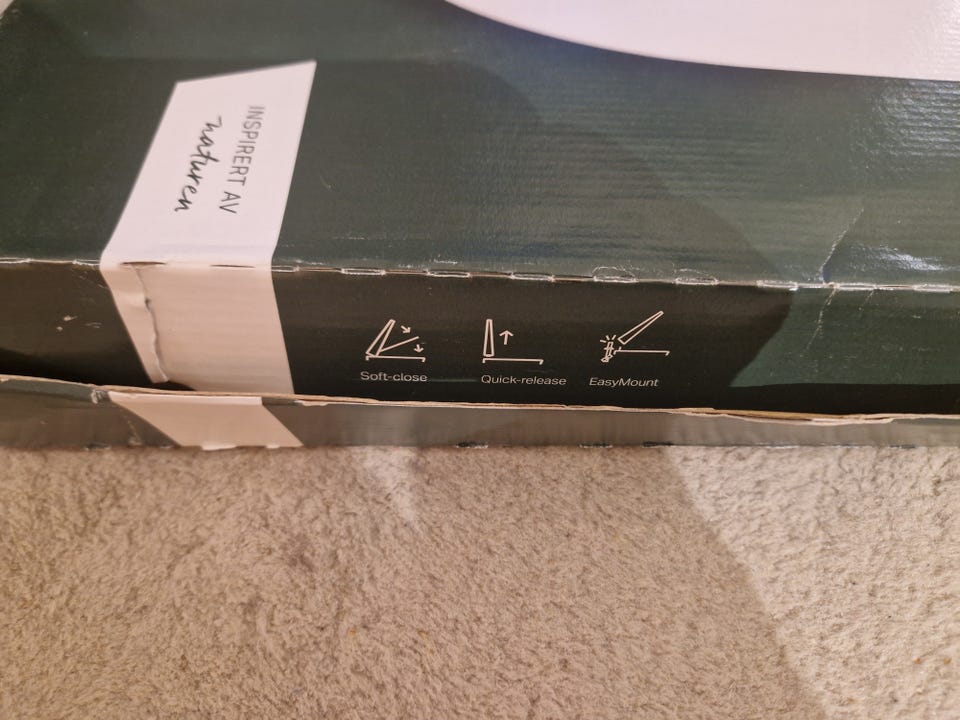 INSPIRERT AV
naturen
Soft-close
Quick-release
EasyMount